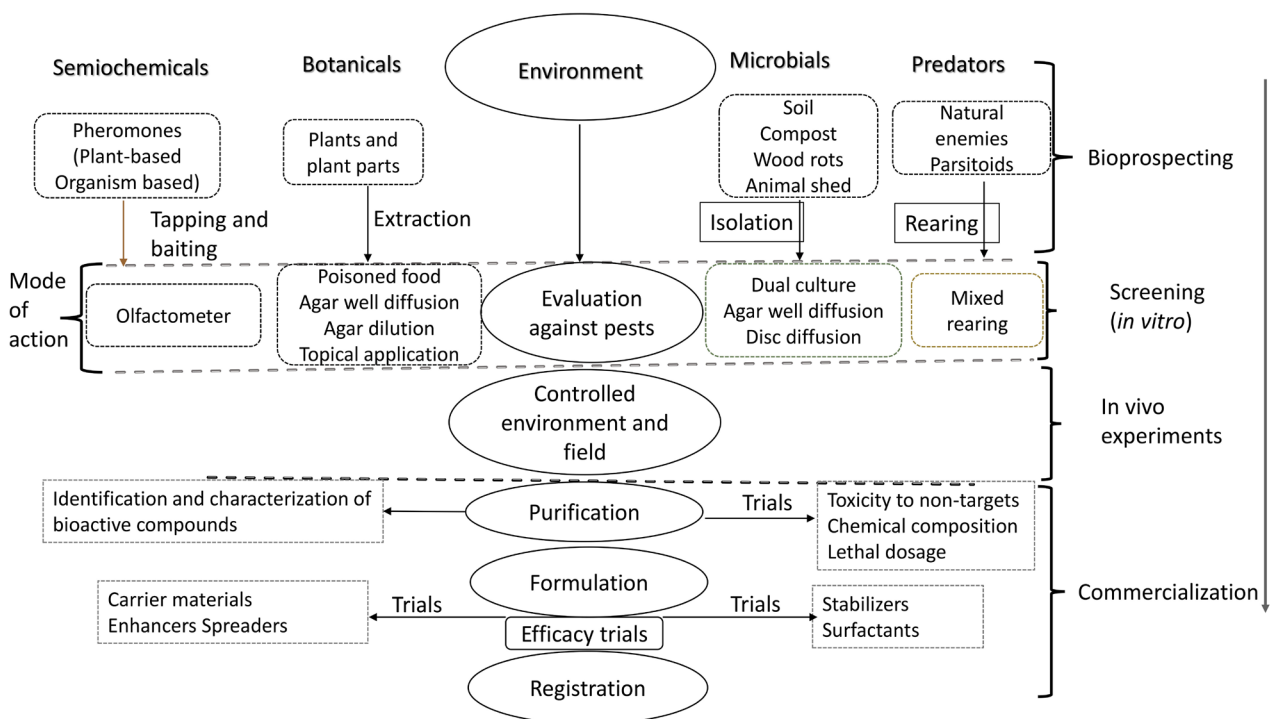 Semiochemicals
Botanicals
Environment
Microbials
Predators
Pheromones
(Plant-based
Organism based)
Plants and
plant parts
Soil
Compost
Wood rots
Animal shed
Natural
enemies
Parsitoids
Bioprospecting
Tapping and
baiting
Extraction
Isolation
Rearing
Mode
of
action
Olfactometer
Poisoned food
Agar well diffusion
Agar dilution
Topical application
Evaluation
against pests
Dual culture
Agar well diffusion
Disc diffusion
Mixed
rearing
Screening
(in vitro)
Controlled
environment and
field
In vivo
experiments
Identification and characterization of
bioactive compounds
Purification
Trials
Toxicity to non-targets
Chemical composition
Lethal dosage
Formulation
Commercialization
Carrier materials
Enhancers Spreaders
Trials
Trials
Stabilizers
Surfactants
Efficacy trials
Registration